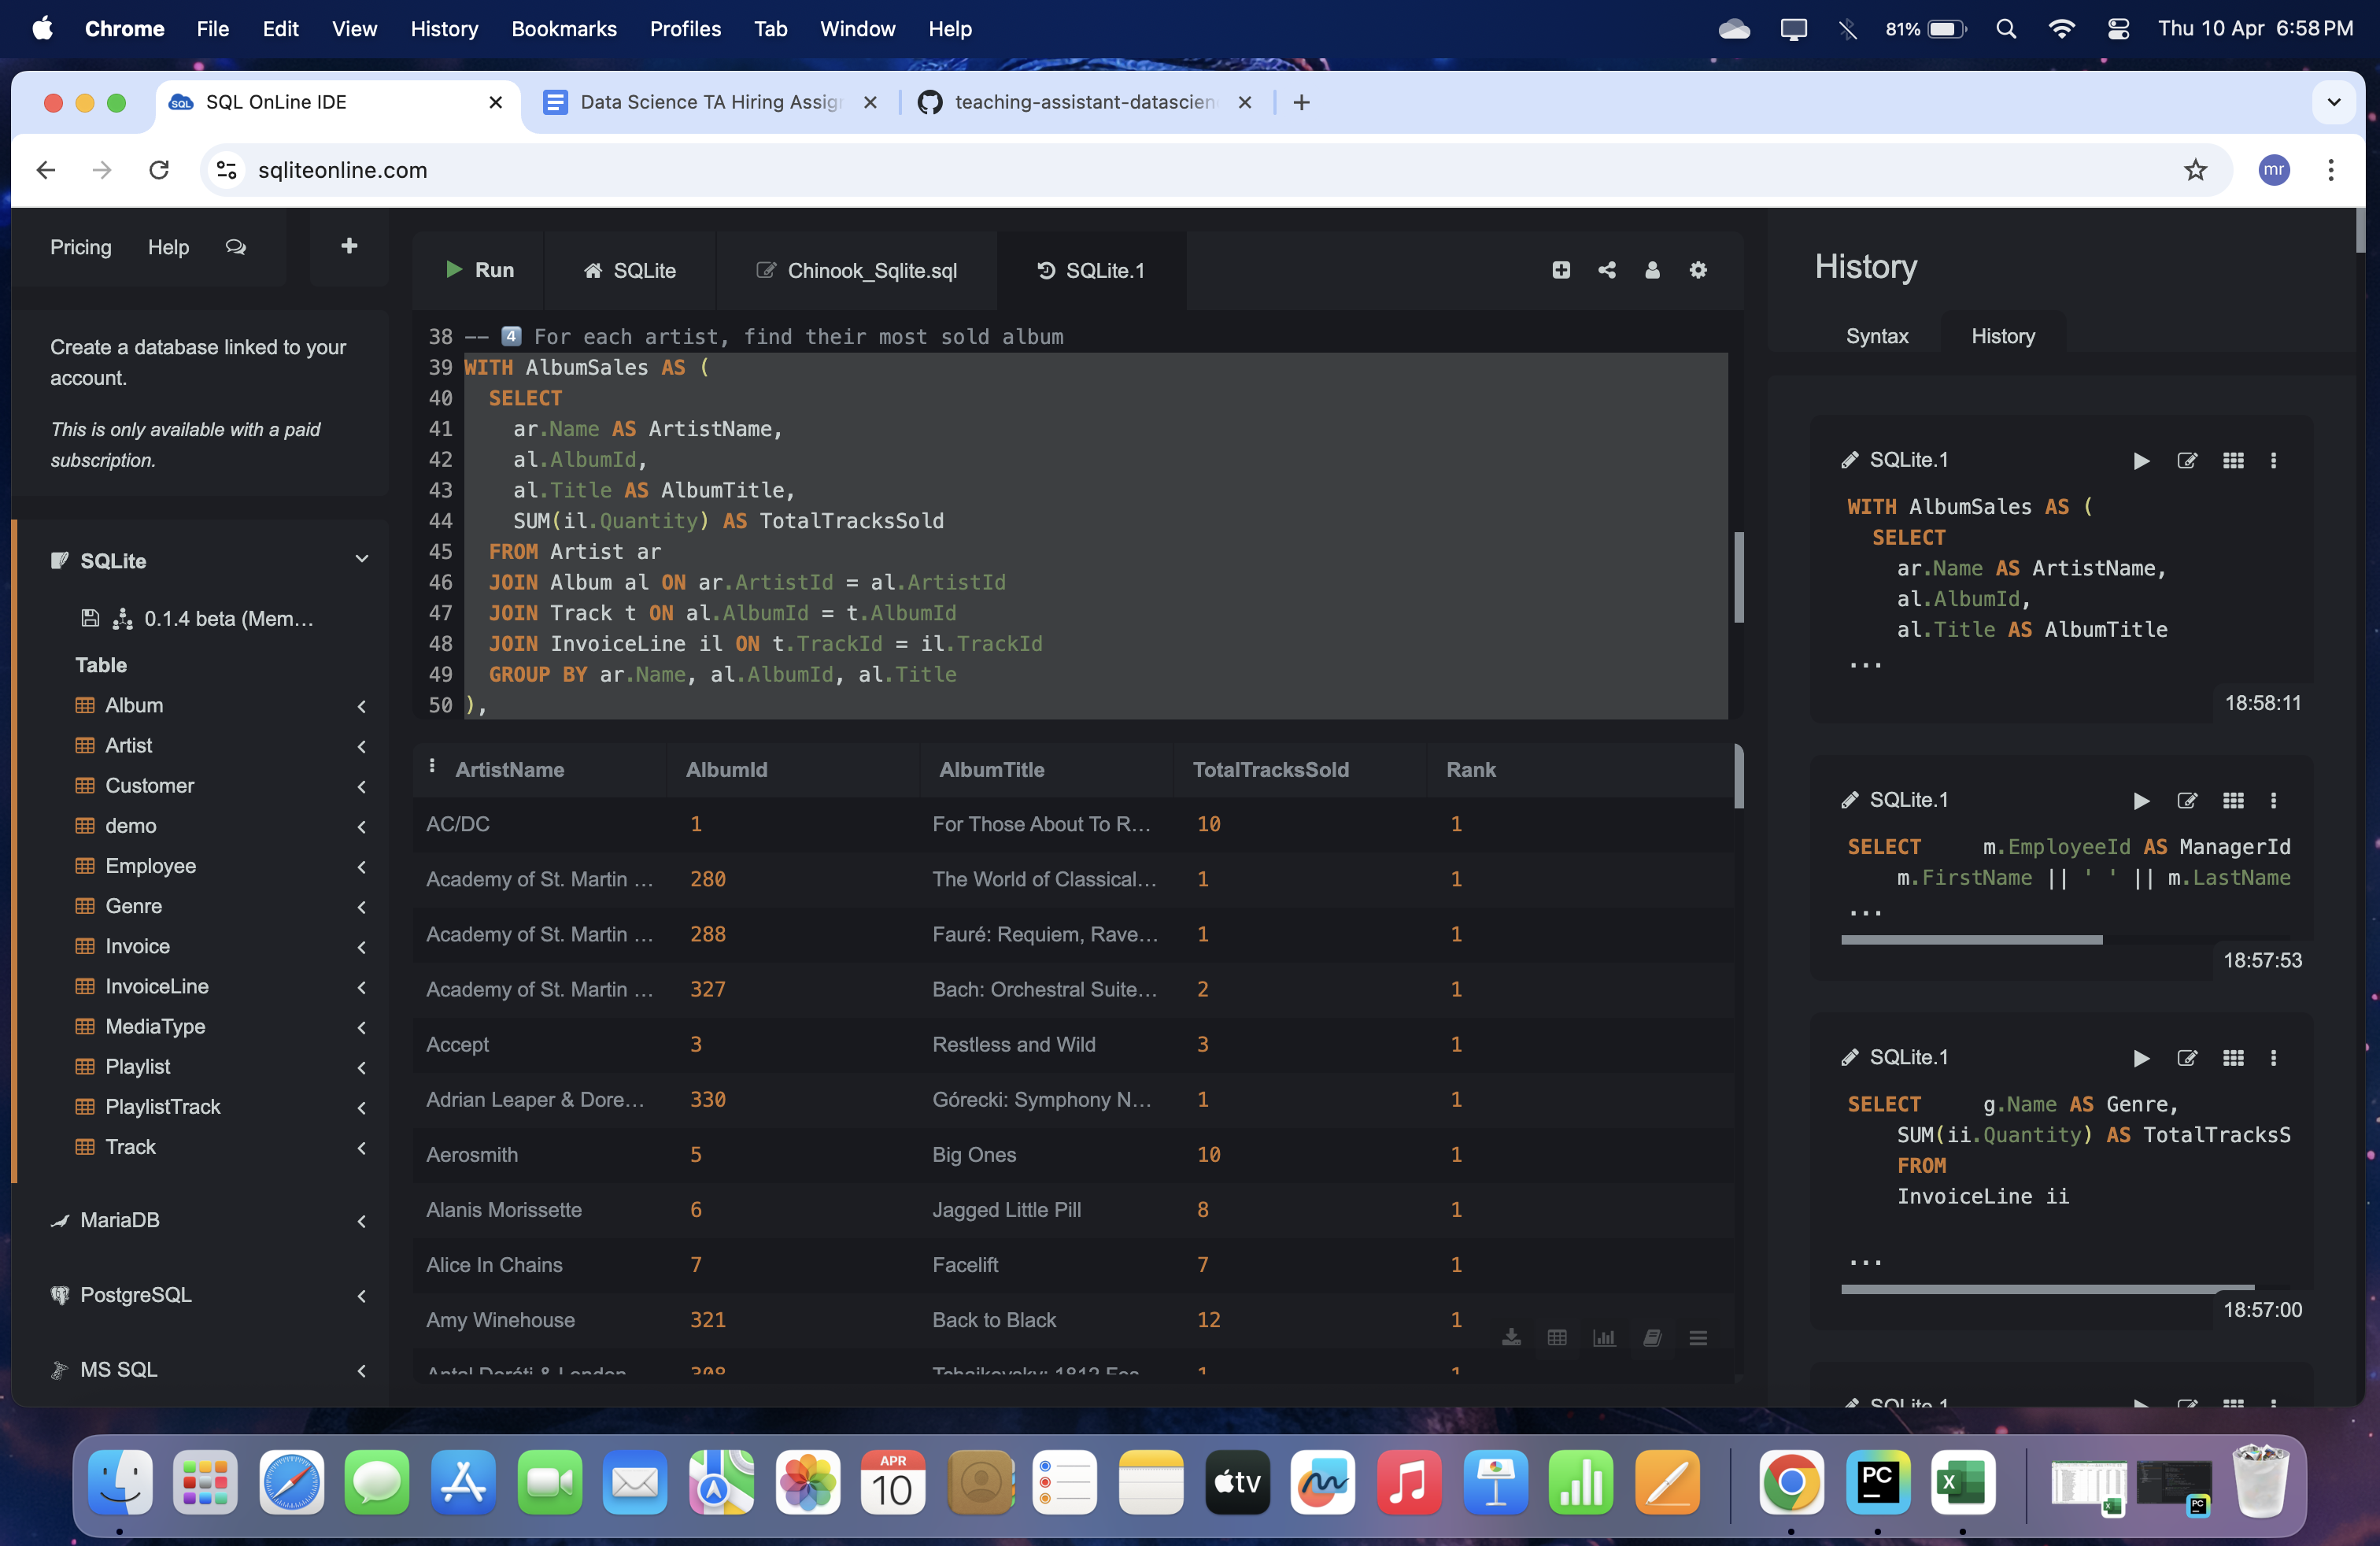 Chrome File Edit View History Bookmarks Profiles Tab Window Help 81% Thu 10 Apr 6:58 PM
SQL OnLine IDE Data Science TA Hiring Assig teaching-assistant-datascien
sqliteonline.com mr
Pricing Help
Create a database linked to your
account.
This is only available with a paid
subscription.
SQLite
0.1.4 beta (Mem...
Table
Album
Artist
Customer
demo
Employee
Genre
Invoice
InvoiceLine
MediaType
Playlist
PlaylistTrack
Track
MariaDB
PostgreSQL
MS SQL
Run SQLite Chinook_Sqlite.sql SQLite.1
38 -- 4 For each artist, find their most sold album
39 WITH AlbumSales AS (
40 SELECT
41 ar.Name AS ArtistName,
42 al.AlbumId,
43 al.Title AS AlbumTitle,
44 SUM(il.Quantity) AS TotalTracksSold
45 FROM Artist ar
46 JOIN Album al ON ar.ArtistId = al.ArtistId
47 JOIN Track t ON al.AlbumId = t.AlbumId
48 JOIN InvoiceLine il ON t.TrackId = il.TrackId
49 GROUP BY ar.Name, al.AlbumId, al.Title
50 ),
ArtistName AlbumId AlbumTitle TotalTracksSold Rank
AC/DC 1 For Those About To R... 10 1
Academy of St. Martin ... 280 The World of Classical... 1 1
Academy of St. Martin ... 288 Fauré: Requiem, Rave... 1 1
Academy of St. Martin ... 327 Bach: Orchestral Suite... 2 1
Accept 3 Restless and Wild 3 1
Adrian Leaper & Dore... 330 Górecki: Symphony N... 1 1
Aerosmith 5 Big Ones 10 1
Alanis Morissette 6 Jagged Little Pill 8 1
Alice In Chains 7 Facelift 7 1
Amy Winehouse 321 Back to Black 12 1
History
Syntax History
SQLite.1
WITH AlbumSales AS (
SELECT
ar.Name AS ArtistName,
al.AlbumId,
al.Title AS AlbumTitle
...
18:58:11
SQLite.1
SELECT m.EmployeeId AS ManagerId
m.FirstName || ' ' || m.LastName
...
18:57:53
SQLite.1
SELECT g.Name AS Genre,
SUM(ii.Quantity) AS TotalTracksS
FROM
InvoiceLine ii
...
18:57:00
APR
10
tv
PC
X